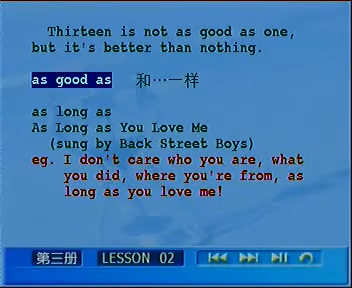 Thirteen is not as good as one,
but it's better than nothing.
as good as 和…一样
as long as
As Long as You Love Me
(sung by Back Street Boys)
eg. I don't care who you are, what
you did, where you're from, as
long as you love me!
第三册 LESSON 02